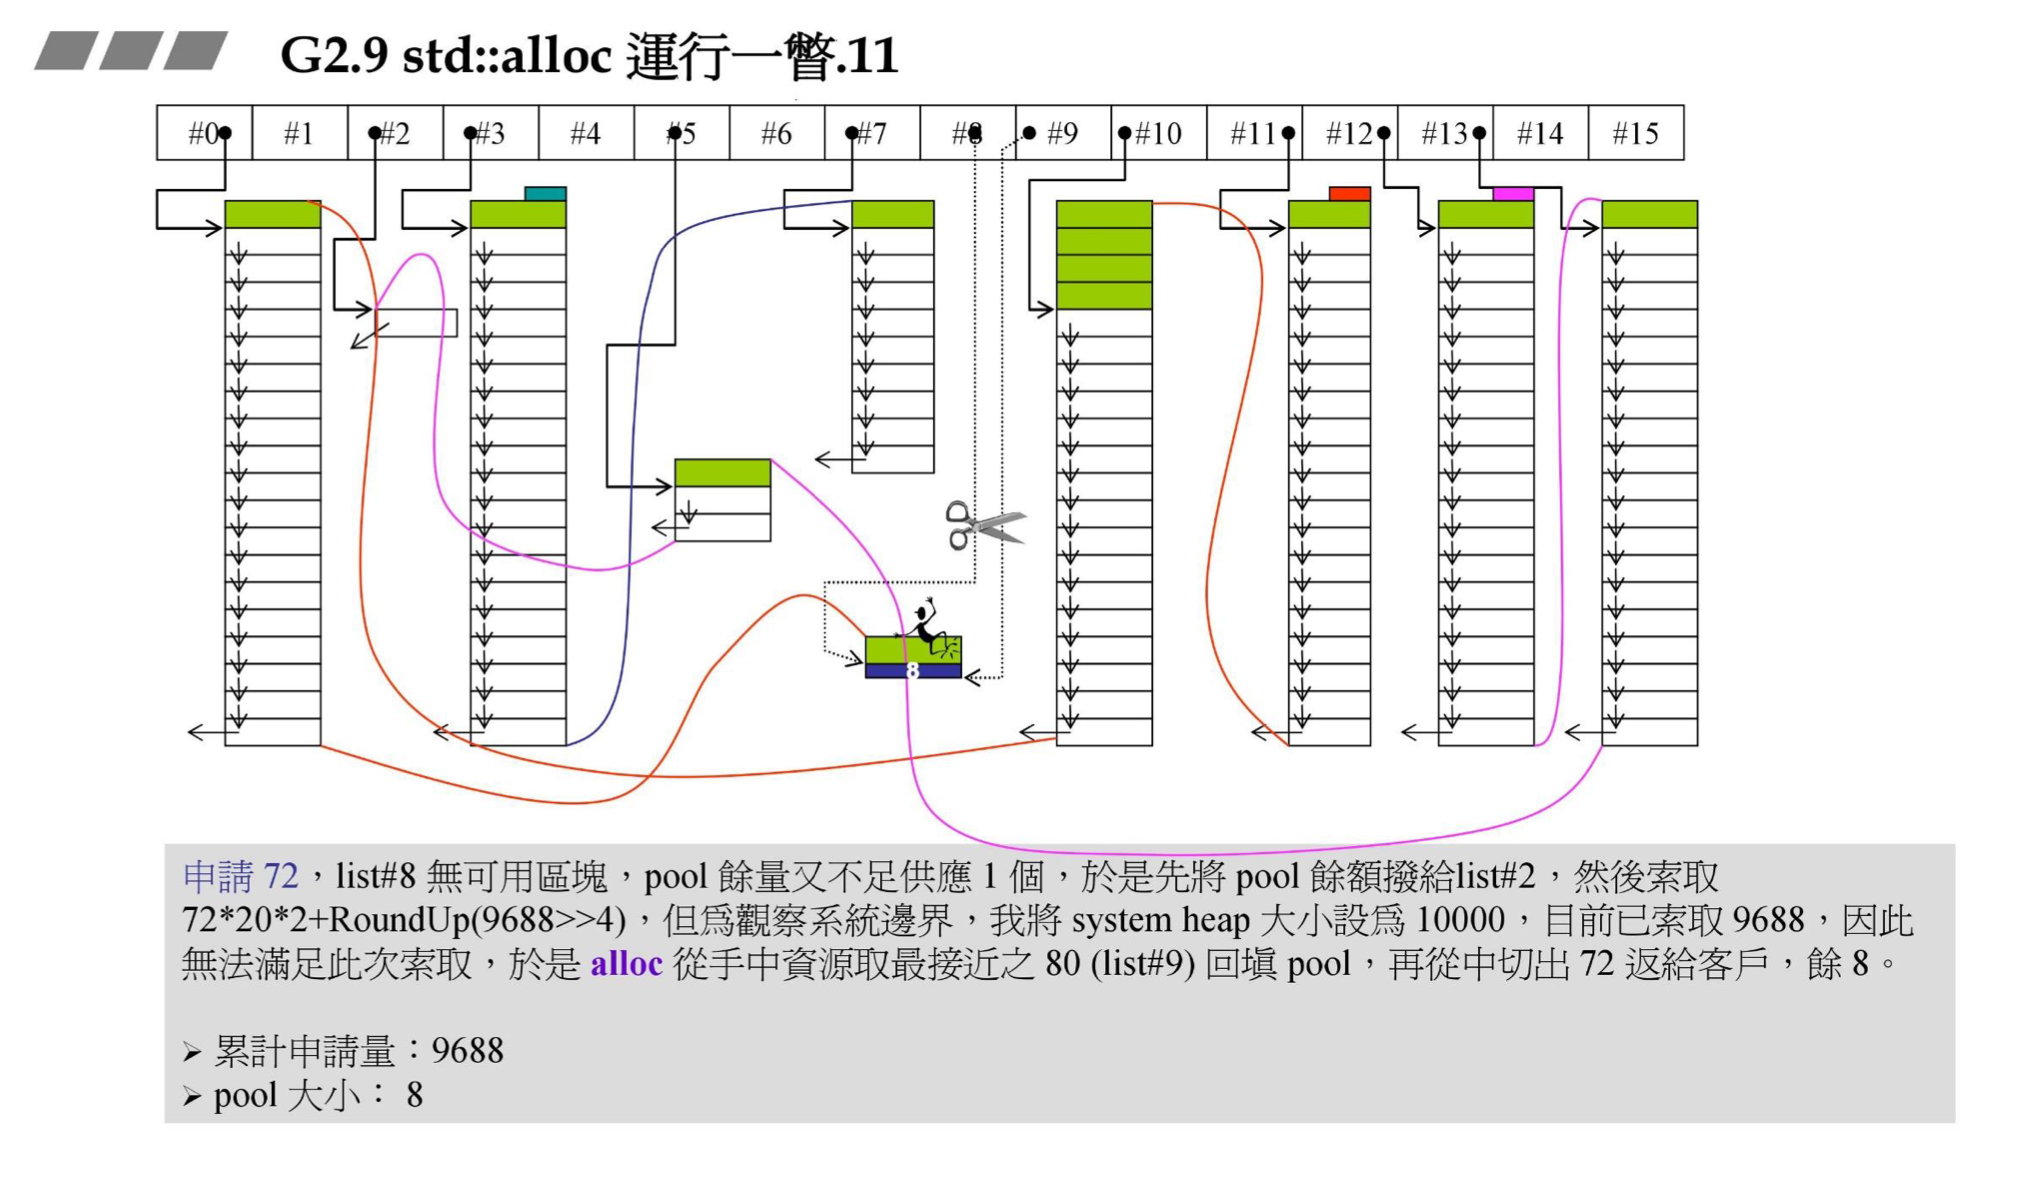 G2.9 std::alloc 運行一瞥.11
#0 #1 #2 #3 #4 #5 #6 #7 #8 #9 #10 #11 #12 #13 #14 #15
8
申請 72，list#8 無可用區塊，pool 餘量又不足供應 1 個，於是先將 pool 餘額撥給list#2，然後索取
72*20*2+RoundUp(9688>>4)，但為觀察系統邊界，我將 system heap 大小設為 10000，目前已索取 9688，因此
無法滿足此次索取，於是 alloc 從手中資源取最接近之 80 (list#9) 回填 pool，再從中切出 72 返給客戶，餘 8。
➢ 累計申請量：9688
➢ pool 大小： 8